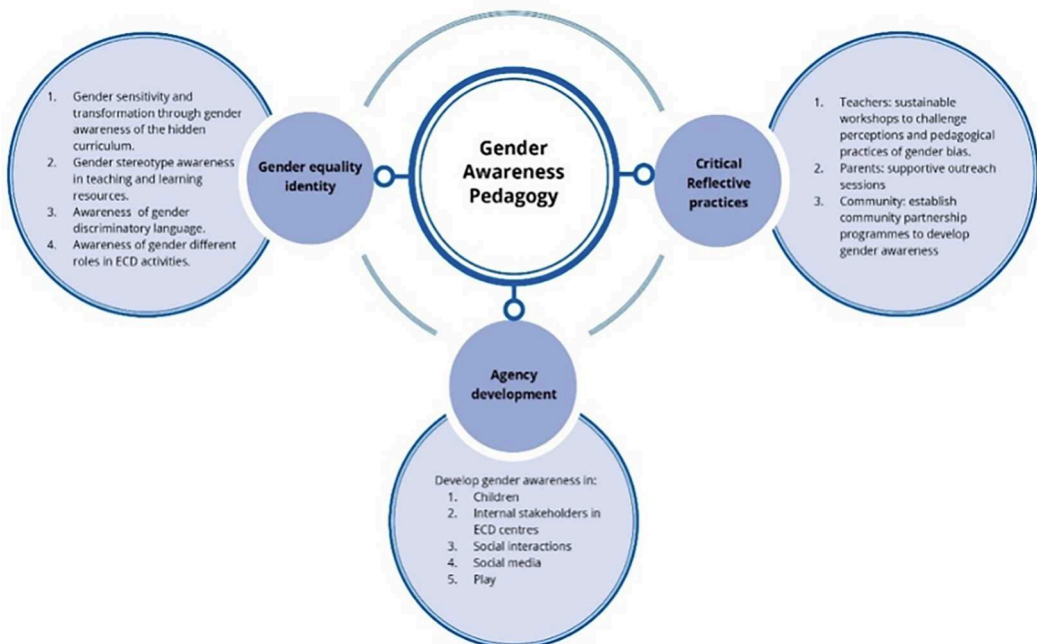 Gender
Awareness
Pedagogy
Gender equality
identity
1. Gender sensitivity and
transformation through gender
awareness of the hidden
curriculum.
2. Gender stereotype awareness
in teaching and learning
resources.
3. Awareness of gender
discriminatory language.
4. Awareness of gender different
roles in ECD activities.
Critical
Reflective
practices
1. Teachers: sustainable
workshops to challenge
perceptions and pedagogical
practices of gender bias.
2. Parents: supportive outreach
sessions
3. Community: establish
community partnership
programmes to develop
gender awareness
Agency
development
Develop gender awareness in:
1. Children
2. Internal stakeholders in
ECD centres
3. Social interactions
4. Social media
5. Play